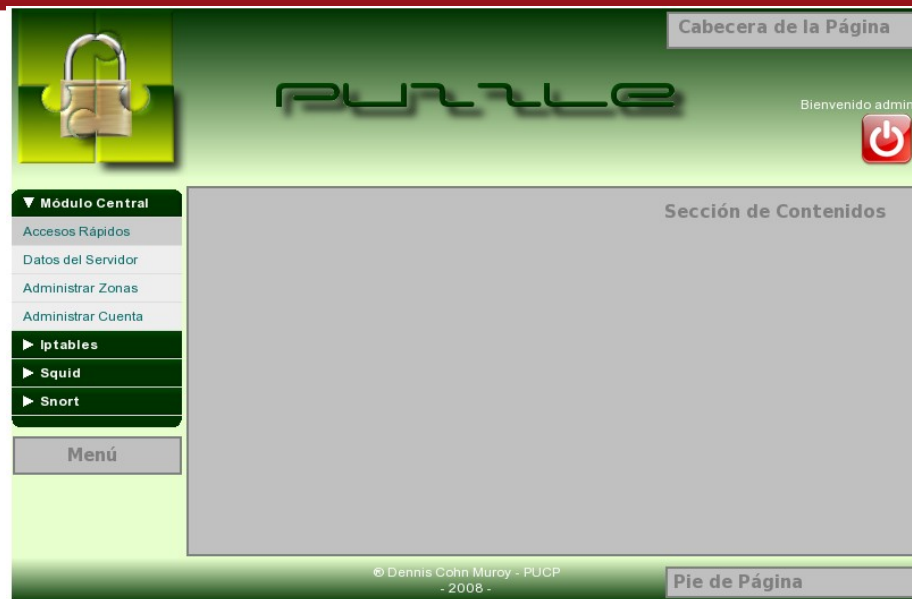 Cabecera de la Página
PUZZLE
Bienvenido admin
▼ Módulo Central
Accesos Rápidos
Datos del Servidor
Administrar Zonas
Administrar Cuenta
▶ Iptables
▶ Squid
▶ Snort
Menú
Sección de Contenidos
® Dennis Cohn Muroy - PUCP
- 2008 -
Pie de Página